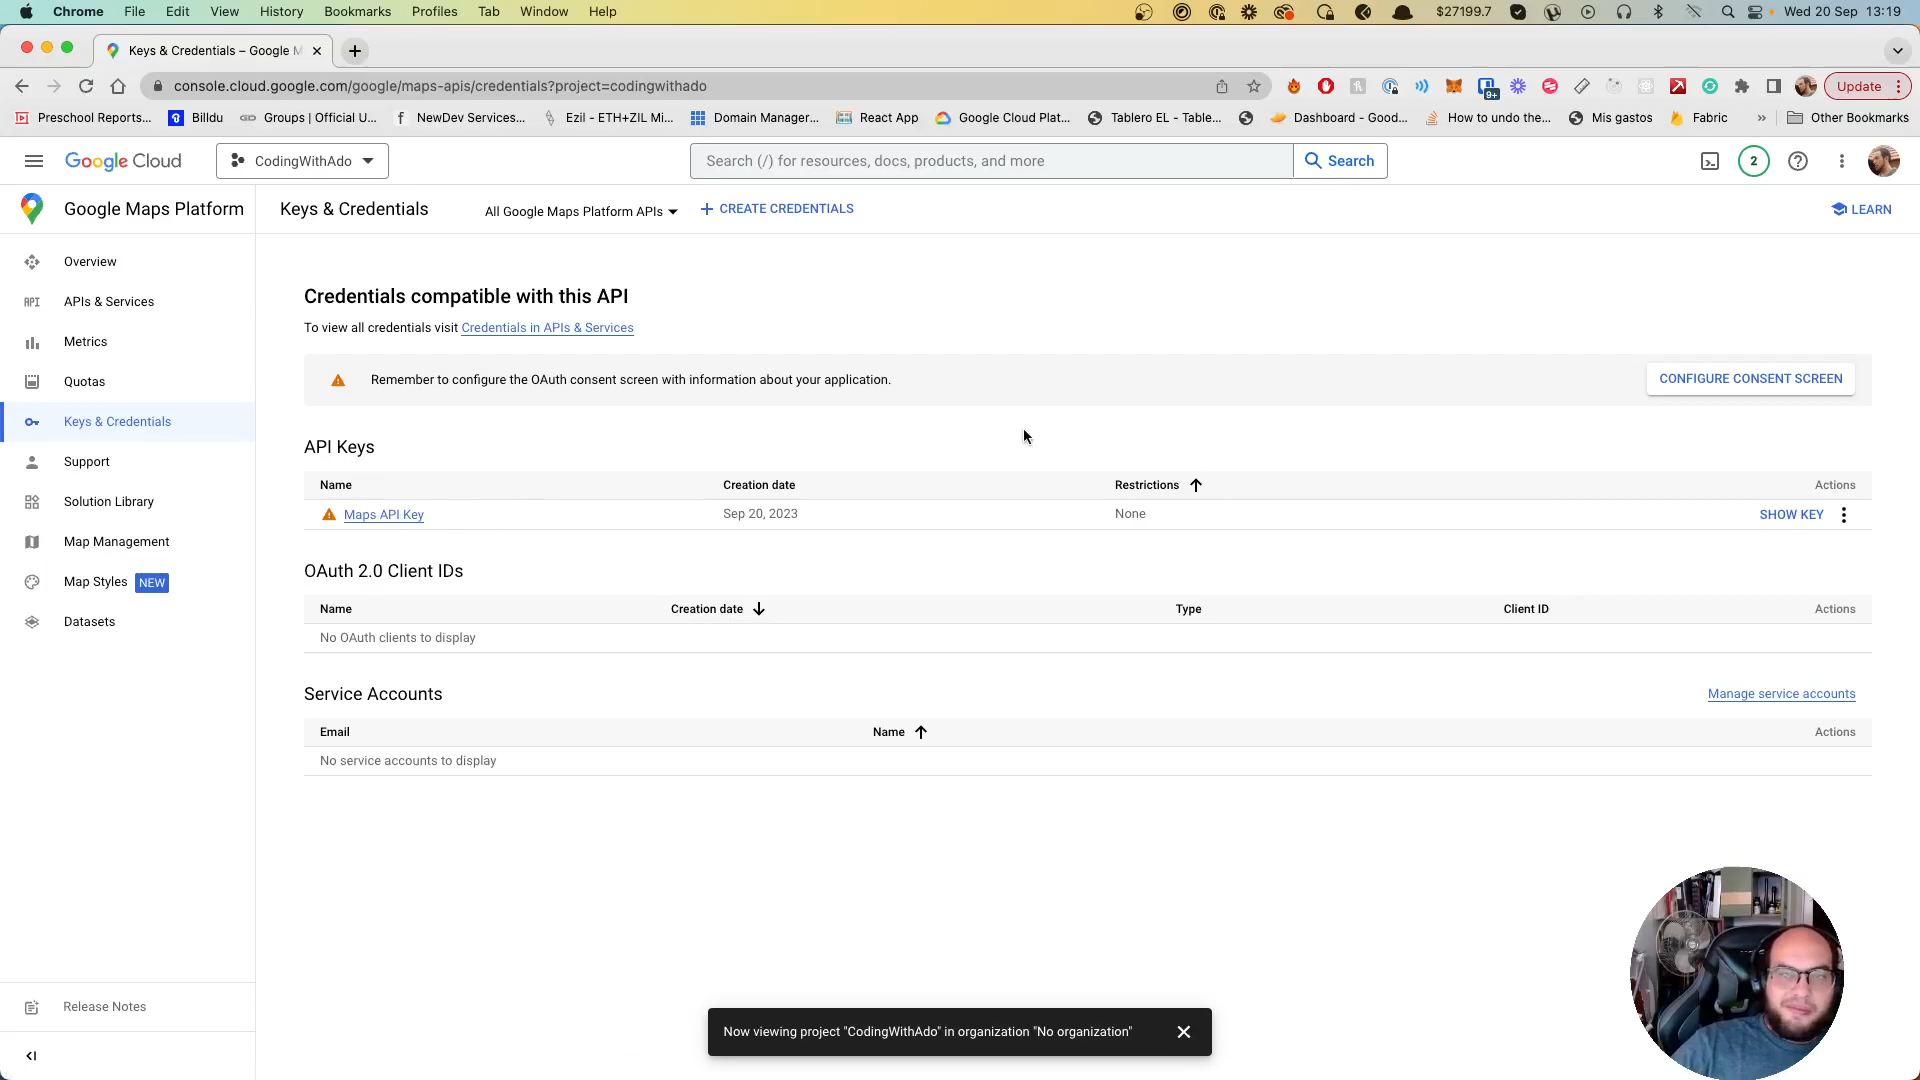 Chrome File Edit View History Bookmarks Profiles Tab Window Help $27199.7 Wed 20 Sep 13:19
Keys & Credentials – Google M
console.cloud.google.com/google/maps-apis/credentials?project=codingwithado 9+ Update
Preschool Reports... Billdu Groups | Official U... NewDev Services... Ezil - ETH+ZIL Mi... Domain Manager... React App Google Cloud Plat... Tablero EL - Table... Dashboard - Good... How to undo the... Mis gastos Fabric » Other Bookmarks
Google Cloud CodingWithAdo Search (/) for resources, docs, products, and more Search 2
Google Maps Platform Keys & Credentials All Google Maps Platform APIs + CREATE CREDENTIALS LEARN
Overview
API APIs & Services
Metrics
Quotas
Keys & Credentials
Support
Solution Library
Map Management
Map Styles NEW
Datasets
Release Notes
Credentials compatible with this API
To view all credentials visit Credentials in APIs & Services
Remember to configure the OAuth consent screen with information about your application. CONFIGURE CONSENT SCREEN
API Keys
Name Creation date Restrictions Actions
Maps API Key Sep 20, 2023 None SHOW KEY
OAuth 2.0 Client IDs
Name Creation date Type Client ID Actions
No OAuth clients to display
Service Accounts Manage service accounts
Email Name Actions
No service accounts to display
Now viewing project "CodingWithAdo" in organization "No organization"